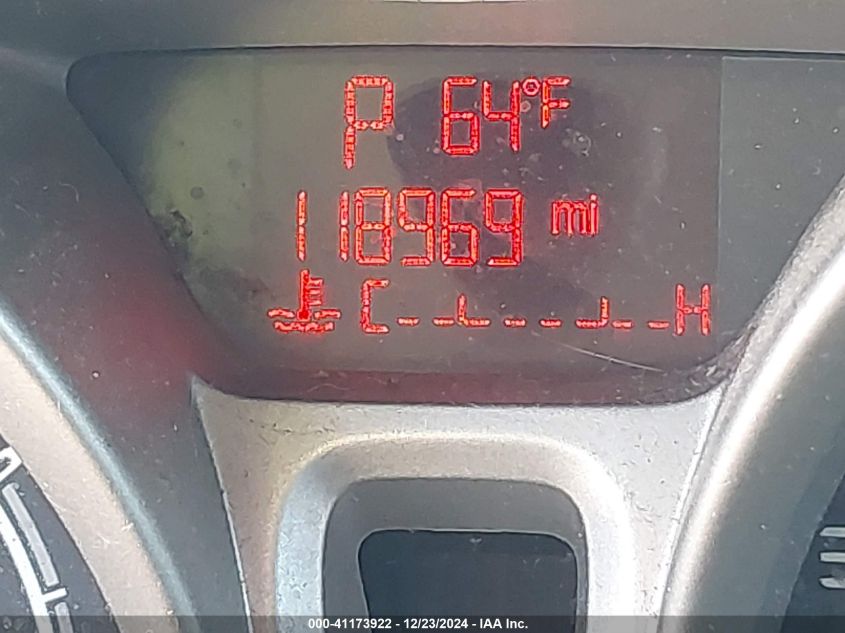 P 64°F
118969 mi
C H
000-41173922 - 12/23/2024 - IAA Inc.